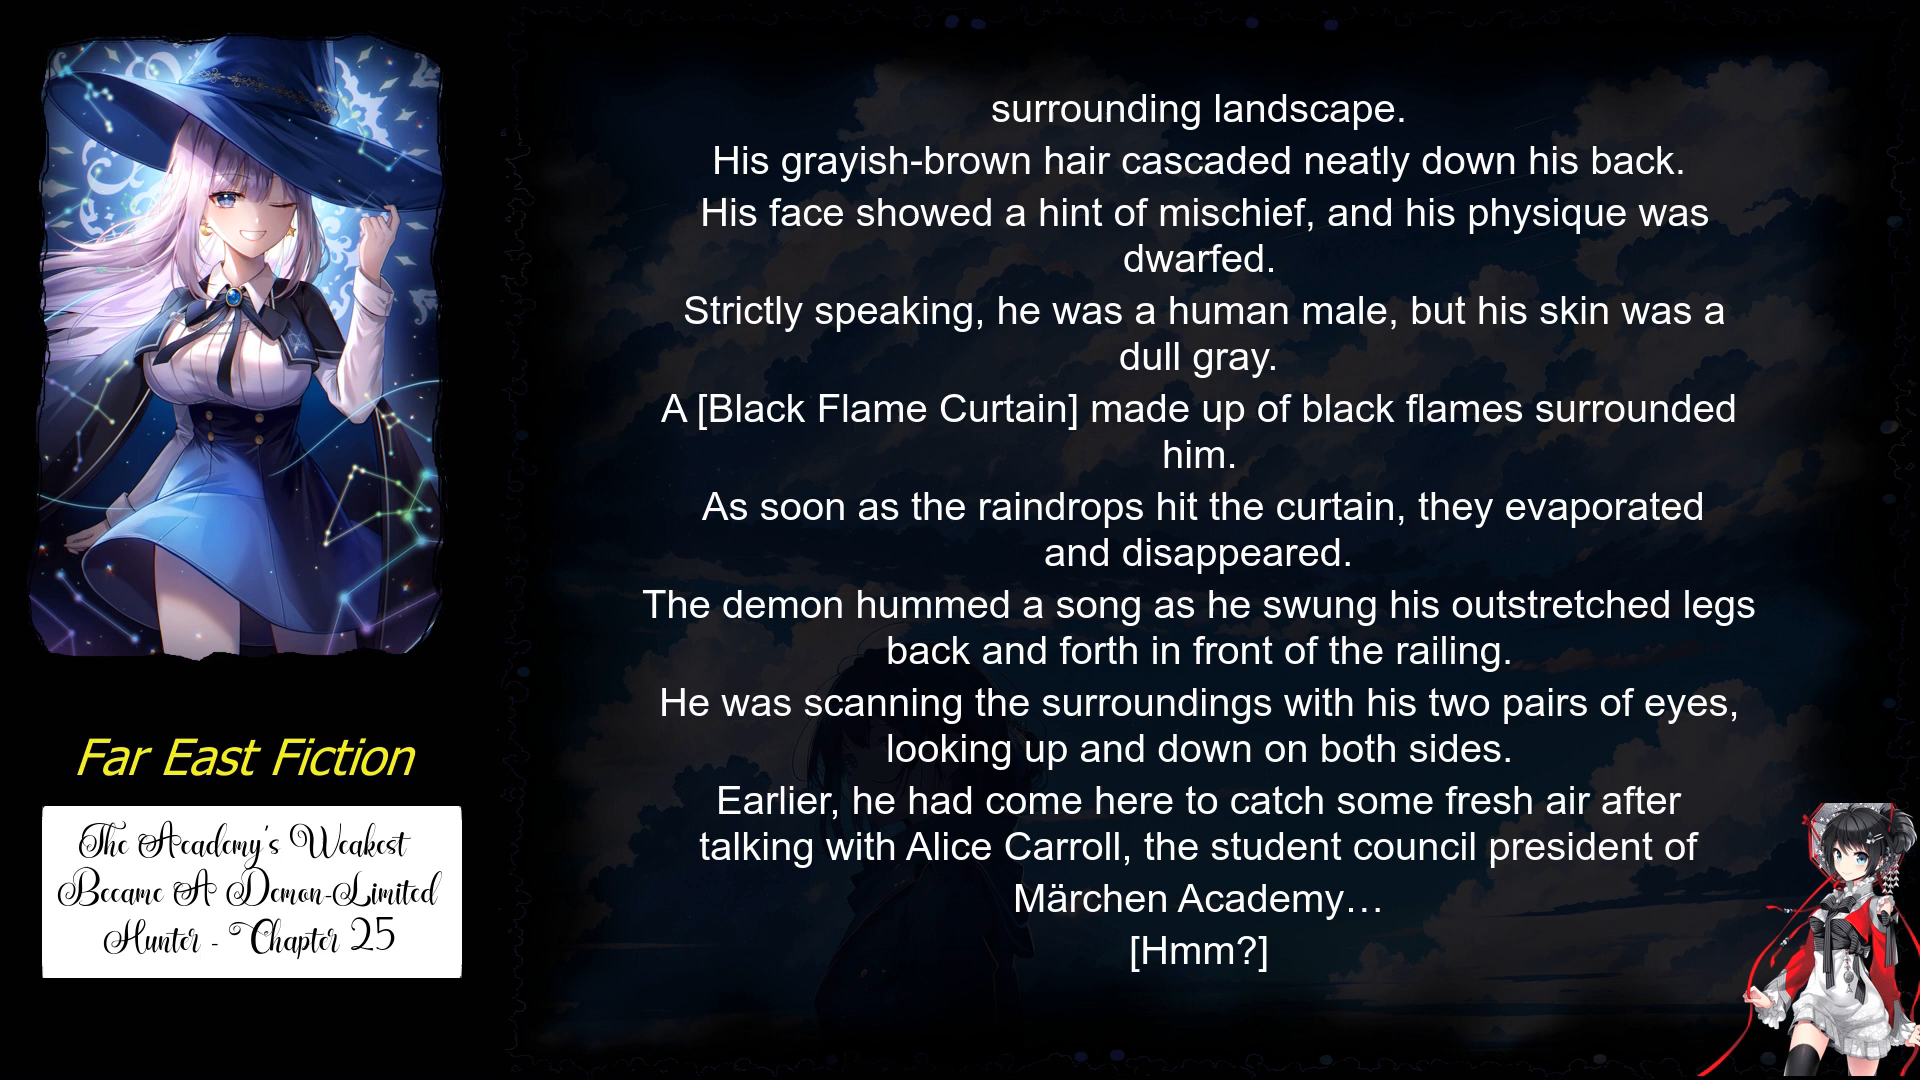 surrounding landscape.
His grayish-brown hair cascaded neatly down his back.
His face showed a hint of mischief, and his physique was
dwarfed.
Strictly speaking, he was a human male, but his skin was a
dull gray.
A [Black Flame Curtain] made up of black flames surrounded
him.
As soon as the raindrops hit the curtain, they evaporated
and disappeared.
The demon hummed a song as he swung his outstretched legs
back and forth in front of the railing.
He was scanning the surroundings with his two pairs of eyes,
looking up and down on both sides.
Earlier, he had come here to catch some fresh air after
talking with Alice Carroll, the student council president of
Märchen Academy…
[Hmm?]
Far East Fiction
The Academy's Weakest
Became A Demon-Limited
Hunter - Chapter 25